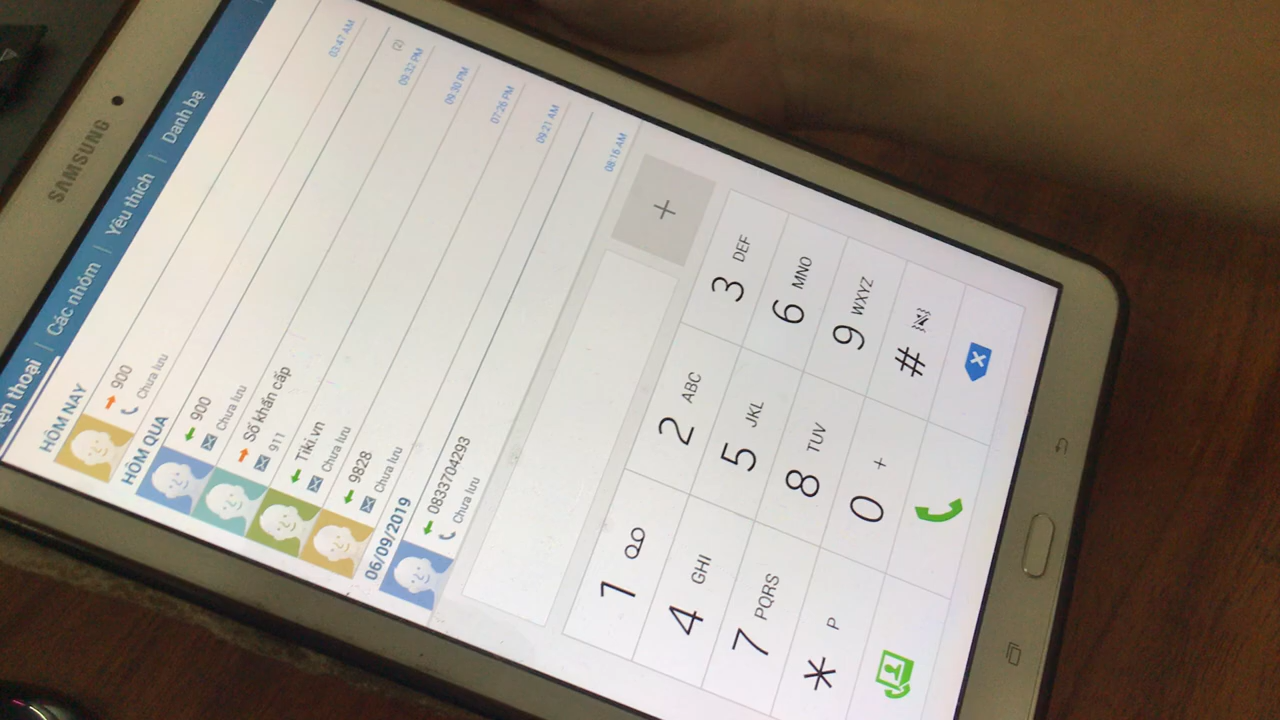 SAMSUNG
ện thoại | Các nhóm | Yêu thích | Danh bạ
HÔM NAY
900
Chưa lưu
03:47 AM
HÔM QUA
900
(2)
Chưa lưu
09:32 PM
Số khẩn cấp
911
09:30 PM
Tiki.vn
Chưa lưu
07:26 PM
9828
Chưa lưu
09:21 AM
06/09/2019
0833704293
Chưa lưu
08:16 AM
+
1
2 ABC
3 DEF
4 GHI
5 JKL
6 MNO
7 PQRS
8 TUV
9 WXYZ
* P
0 +
#